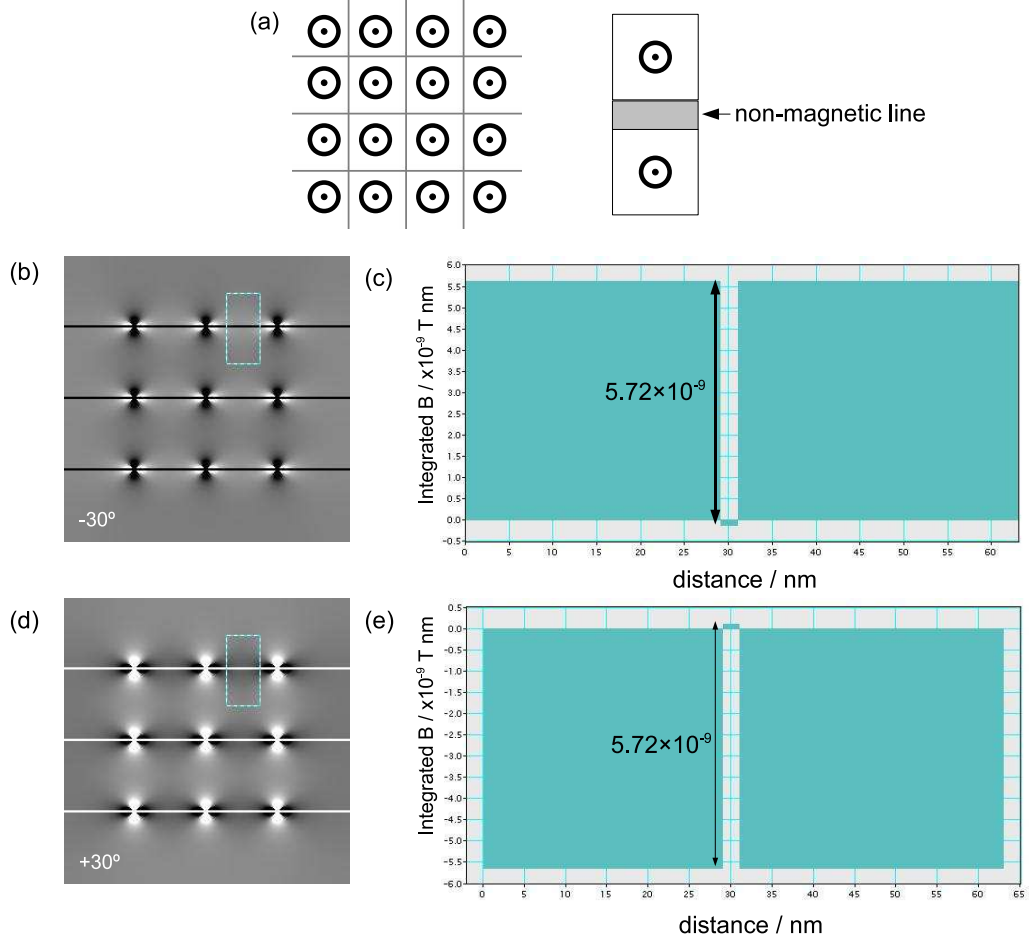 (a)
non-magnetic line
(b)
-30º
(c)
Integrated B / x10⁻⁹ T nm
6.0
5.5
5.0
4.5
4.0
3.5
3.0
2.5
2.0
1.5
1.0
0.5
0.0
-0.5
5.72×10⁻⁹
0 5 10 15 20 25 30 35 40 45 50 55 60
distance / nm
(d)
+30º
(e)
Integrated B / x10⁻⁹ T nm
0.5
0.0
-0.5
-1.0
-1.5
-2.0
-2.5
-3.0
-3.5
-4.0
-4.5
-5.0
-5.5
-6.0
5.72×10⁻⁹
0 5 10 15 20 25 30 35 40 45 50 55 60 65
distance / nm